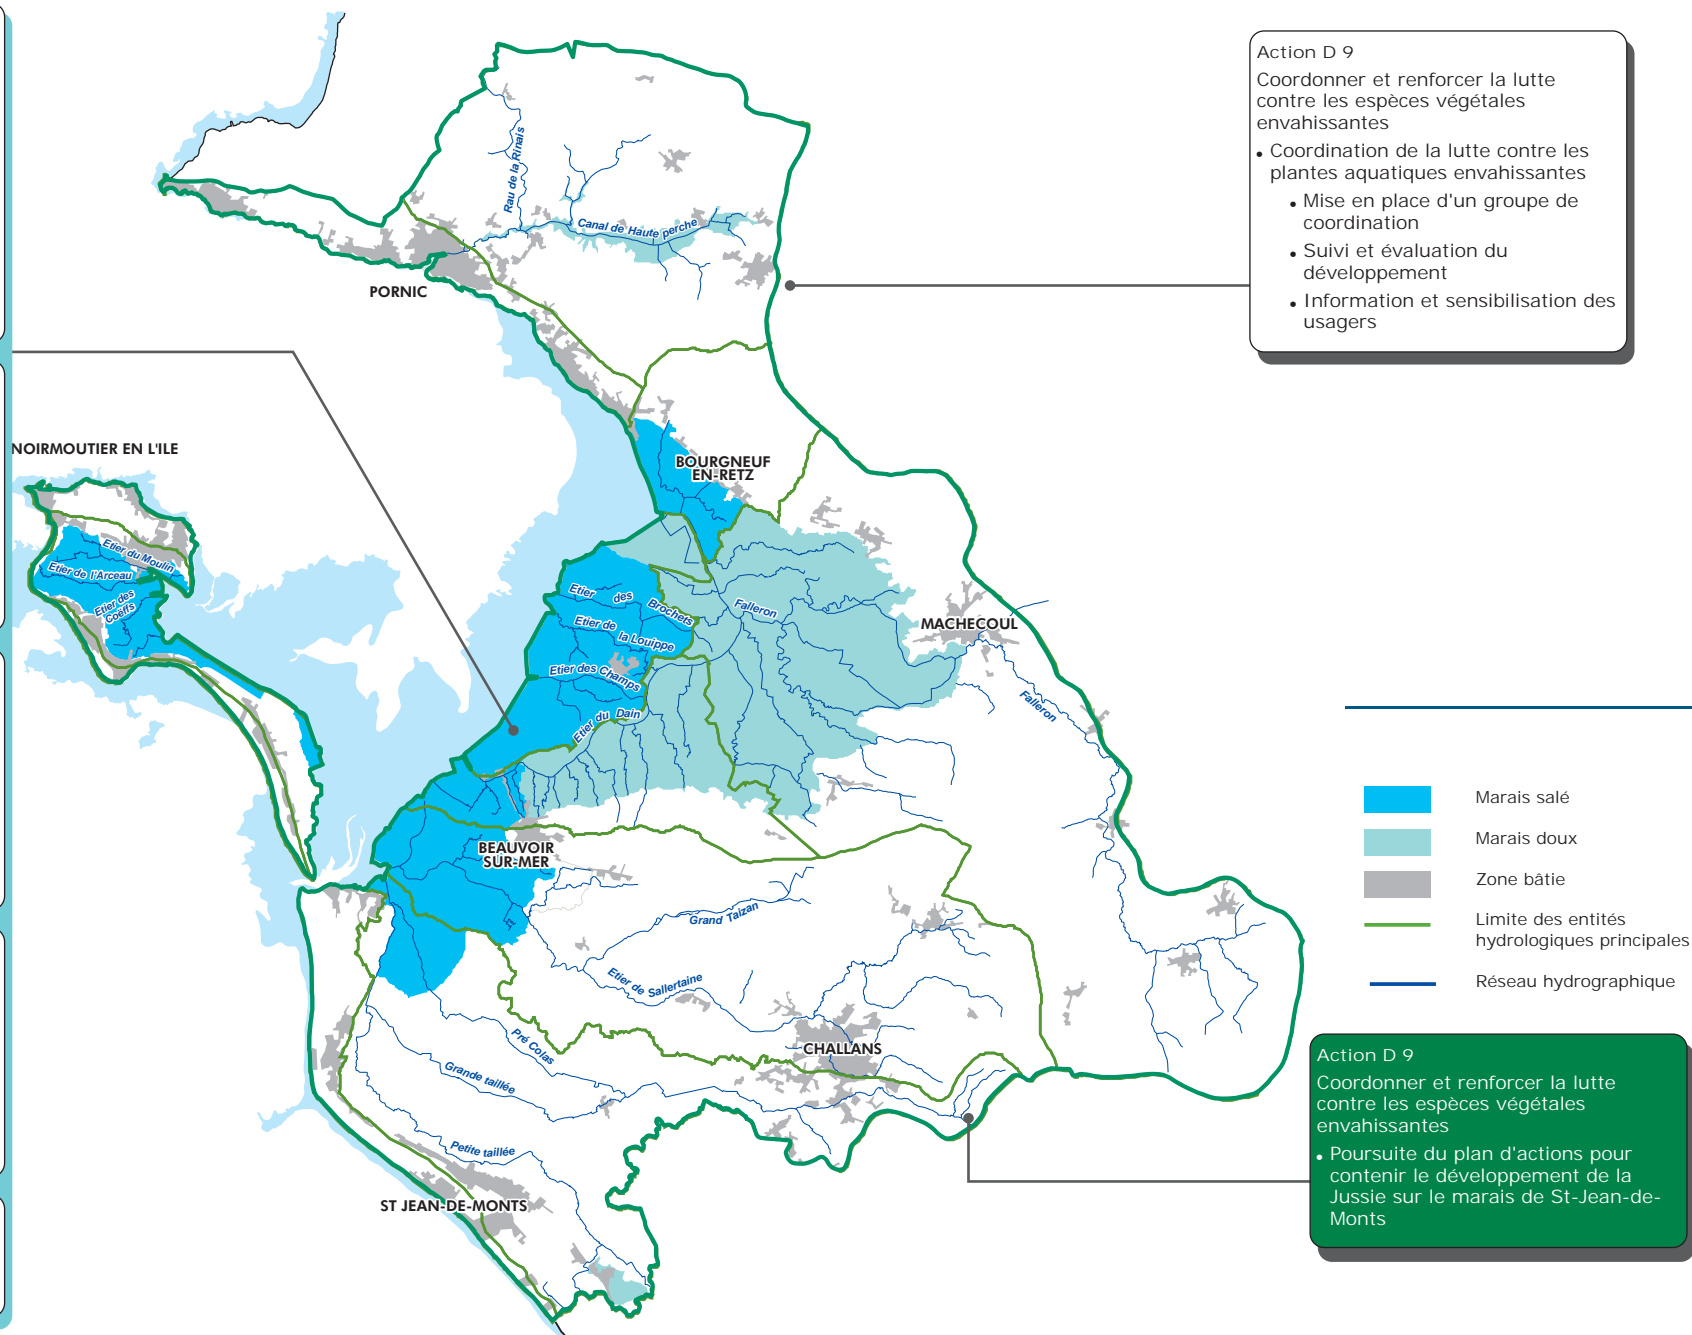 Action D 9
Coordonner et renforcer la lutte
contre les espèces végétales
envahissantes
• Coordination de la lutte contre les
plantes aquatiques envahissantes
• Mise en place d'un groupe de
coordination
• Suivi et évaluation du
développement
• Information et sensibilisation des
usagers
Rau de la Rinais
Canal de Haute perche
PORNIC
NOIRMOUTIER EN L'ILE
BOURGNEUF
EN-RETZ
Etier du Moulin
Etier de l'Arceau
Etier des
Coëffs
Etier des Brochets
Falleron
Etier de la Louippe
MACHECOUL
Etier des Champs
Etier du Dain
Falleron
BEAUVOIR
SUR-MER
Grand Taizan
Etier de Sallertaine
Pré Colas
CHALLANS
Grande taillée
Petite taillée
ST JEAN-DE-MONTS
Marais salé
Marais doux
Zone bâtie
Limite des entités
hydrologiques principales
Réseau hydrographique
Action D 9
Coordonner et renforcer la lutte
contre les espèces végétales
envahissantes
• Poursuite du plan d'actions pour
contenir le développement de la
Jussie sur le marais de St-Jean-de-
Monts